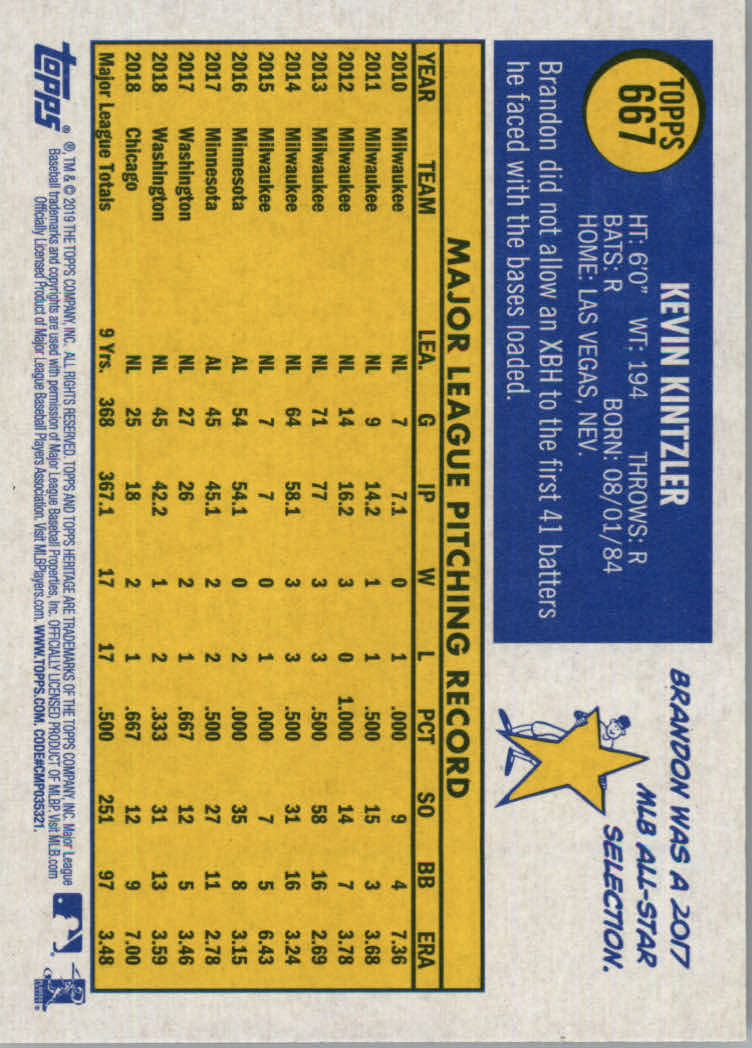 TOPPS
667
KEVIN KINTZLER
HT: 6'0" WT: 194 THROWS: R
BATS: R BORN: 08/01/84
HOME: LAS VEGAS, NEV.
Brandon did not allow an XBH to the first 41 batters
he faced with the bases loaded.
BRANDON WAS A 2017
MLB ALL-STAR
SELECTION.
MAJOR LEAGUE PITCHING RECORD
YEAR TEAM LEA. G IP W L PCT SO BB ERA
2010 Milwaukee NL 7 7.1 0 1 .000 9 4 7.36
2011 Milwaukee NL 9 14.2 1 1 .500 15 3 3.68
2012 Milwaukee NL 14 16.2 3 0 1.000 14 7 3.78
2013 Milwaukee NL 71 77 3 3 .500 58 16 2.69
2014 Milwaukee NL 64 58.1 3 3 .500 31 16 3.24
2015 Milwaukee NL 7 7 0 1 .000 7 5 6.43
2016 Minnesota AL 54 54.1 0 2 .000 35 8 3.15
2017 Minnesota AL 45 45.1 2 2 .500 27 11 2.78
2017 Washington NL 27 26 2 1 .667 12 5 3.46
2018 Washington NL 45 42.2 1 2 .333 31 13 3.59
2018 Chicago NL 25 18 2 1 .667 12 9 7.00
Major League Totals 9 Yrs. 368 367.1 17 17 .500 251 97 3.48
topps®
®, TM & © 2019 THE TOPPS COMPANY, INC. ALL RIGHTS RESERVED. TOPPS AND TOPPS HERITAGE ARE TRADEMARKS OF THE TOPPS COMPANY, INC. Major League
Baseball trademarks and copyrights are used with permission of Major League Baseball Properties, Inc. OFFICIALLY LICENSED PRODUCT OF MLBP. Visit MLB.com
Officially Licensed Product of Major League Baseball Players Association. Visit MLBPlayers.com. WWW.TOPPS.COM. CODE#CMP035321.